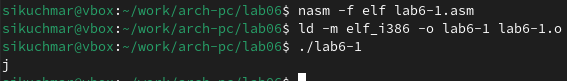 sikuchmar@vbox:~/work/arch-pc/lab06$ nasm -f elf lab6-1.asm
sikuchmar@vbox:~/work/arch-pc/lab06$ ld -m elf_i386 -o lab6-1 lab6-1.o
sikuchmar@vbox:~/work/arch-pc/lab06$ ./lab6-1
j
sikuchmar@vbox:~/work/arch-pc/lab06$